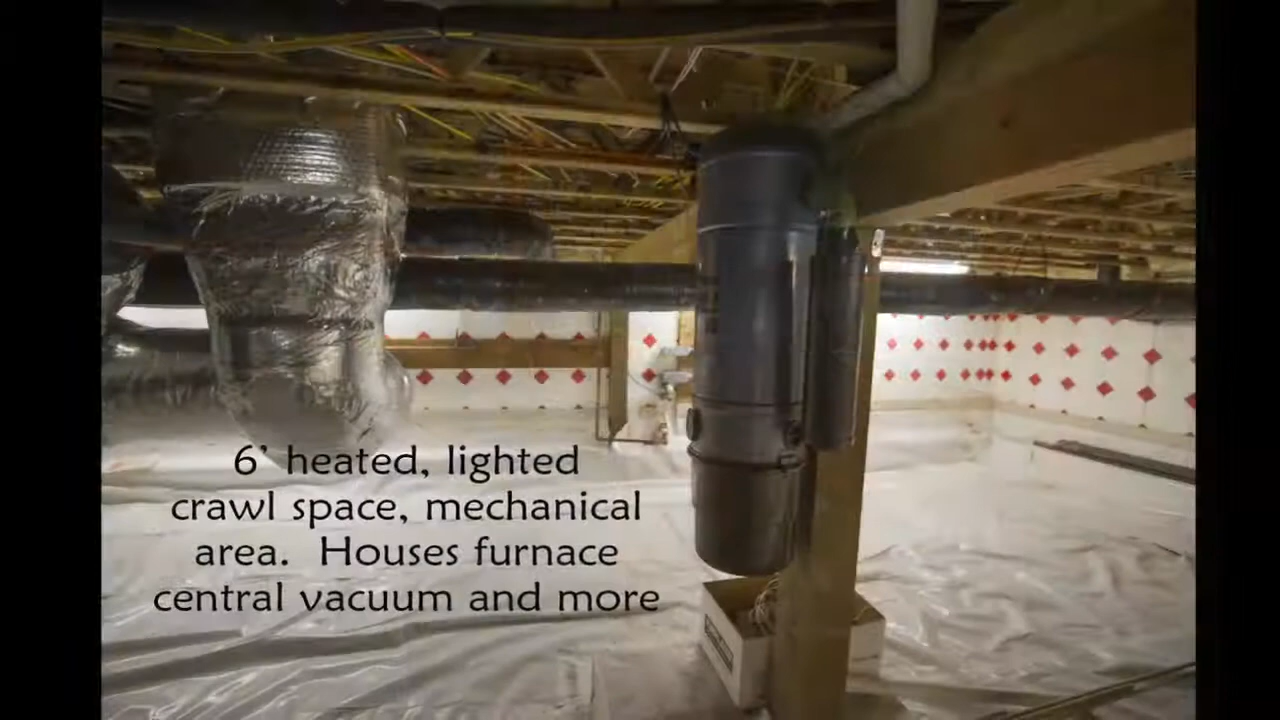 6' heated, lighted
crawl space, mechanical
area.  Houses furnace
central vacuum and more